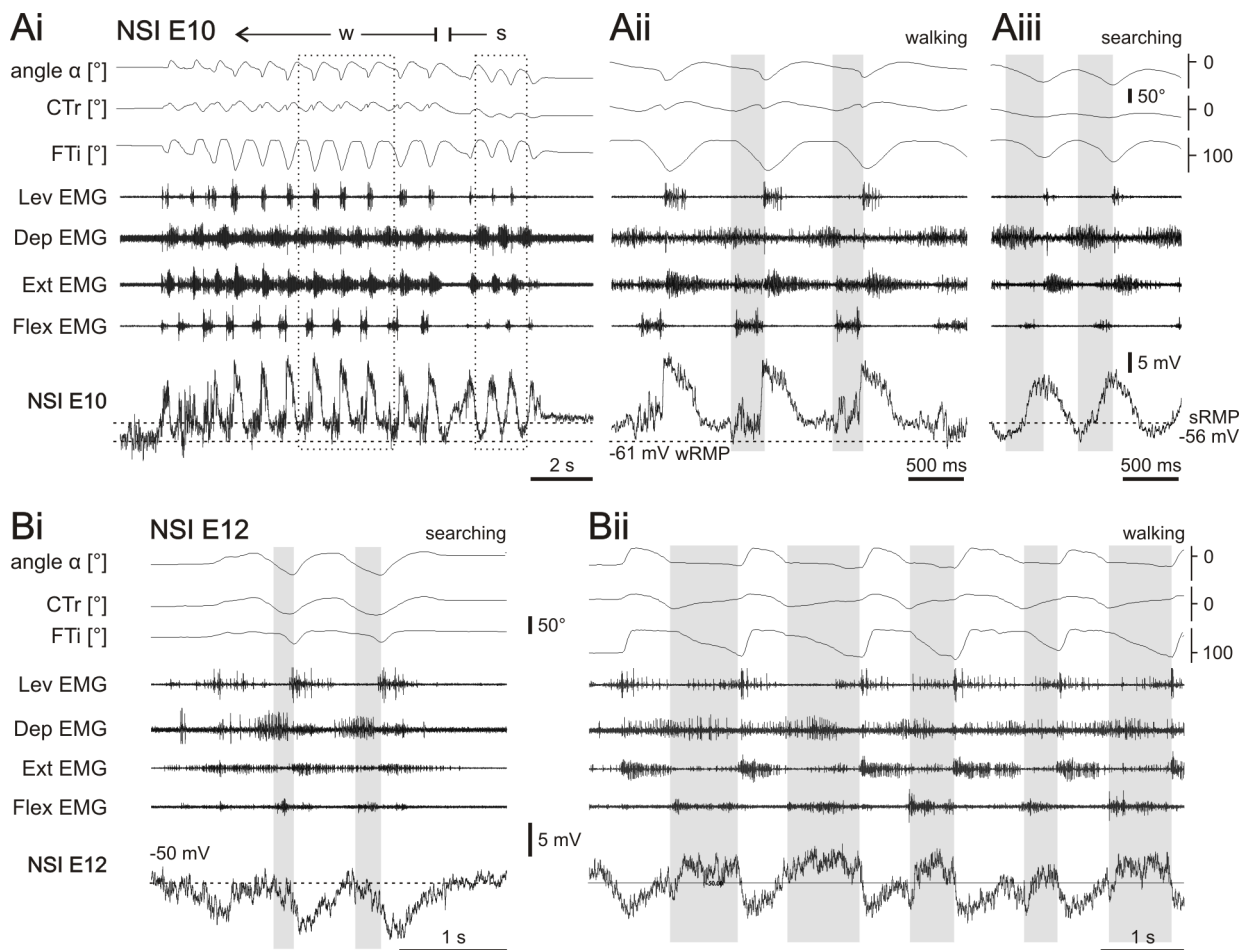 Ai NSI E10 w s
Aii walking
Aiii searching
angle α [°]
CTr [°]
FTi [°]
0
50°
0
100
Lev EMG
Dep EMG
Ext EMG
Flex EMG
NSI E10
5 mV
sRMP
-56 mV
-61 mV wRMP
2 s
500 ms
500 ms
Bi NSI E12 searching
Bii walking
angle α [°]
CTr [°]
FTi [°]
50°
0
0
100
Lev EMG
Dep EMG
Ext EMG
Flex EMG
NSI E12
-50 mV
5 mV
1 s
1 s